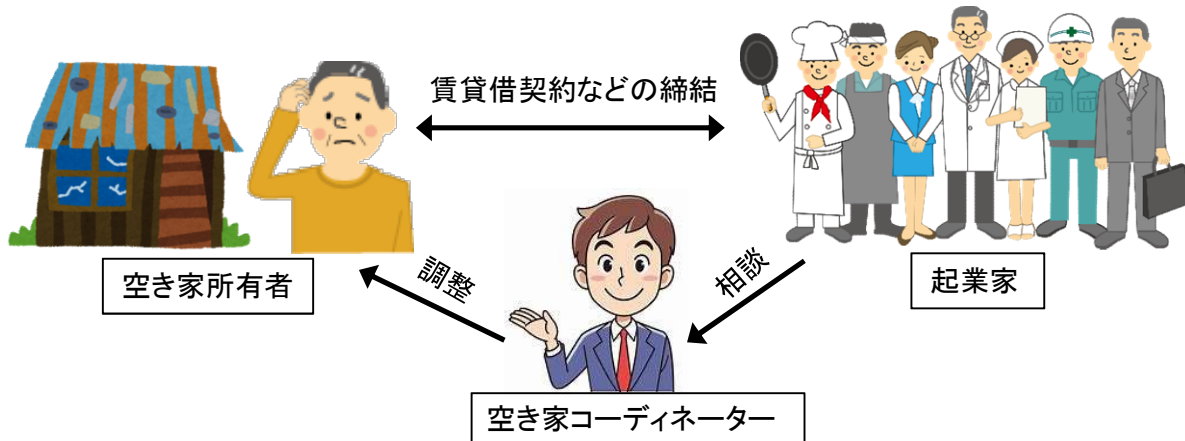 賃貸借契約などの締結
空き家所有者
調整
相談
起業家
空き家コーディネーター